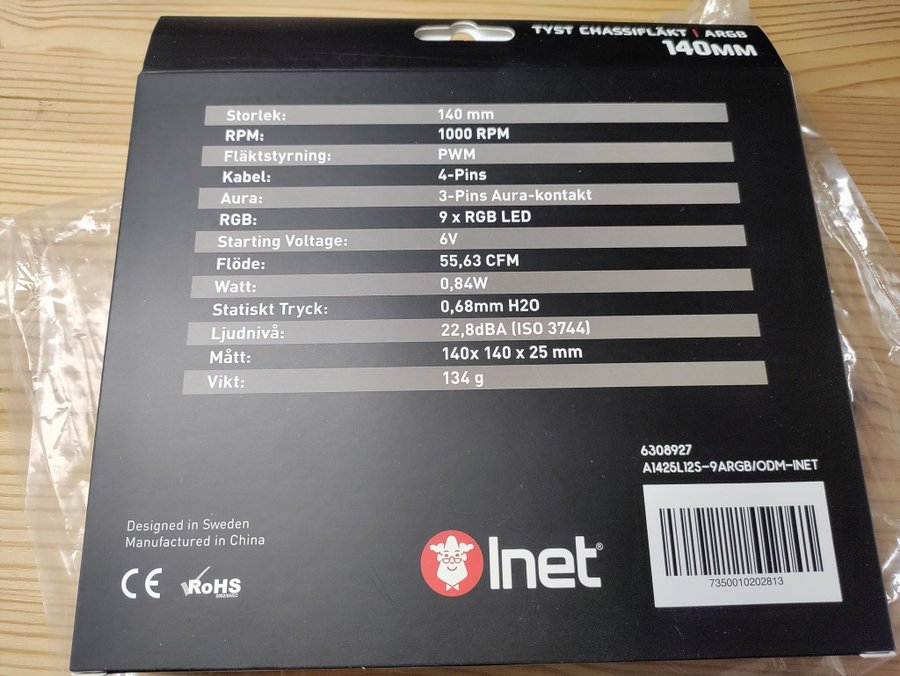 TYST CHASSIFLÄKT | ARGB
140MM
Storlek: 140 mm
RPM: 1000 RPM
Fläktstyrning: PWM
Kabel: 4-Pins
Aura: 3-Pins Aura-kontakt
RGB: 9 x RGB LED
Starting Voltage: 6V
Flöde: 55,63 CFM
Watt: 0,84W
Statiskt Tryck: 0,68mm H2O
Ljudnivå: 22,8dBA (ISO 3744)
Mått: 140x 140 x 25 mm
Vikt: 134 g
6308927
A1425L12S-9ARGB/ODM-INET
Designed in Sweden
Manufactured in China
CE RoHS
2002/95/EC
Inet®
7350010202813